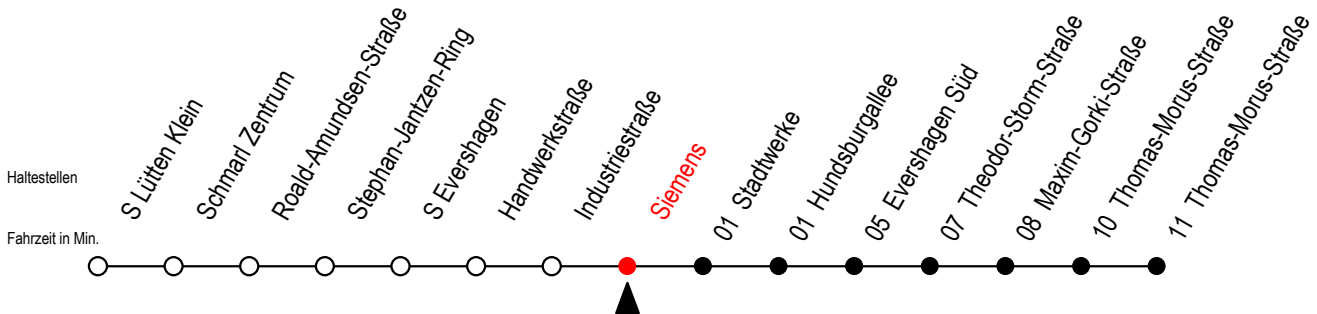 Haltestellen
Fahrzeit in Min.
S Lütten Klein
Schmarl Zentrum
Roald-Amundsen-Straße
Stephan-Jantzen-Ring
S Evershagen
Handwerkstraße
Industriestraße
Siemens
01 Stadtwerke
01 Hundsburgallee
05 Evershagen Süd
07 Theodor-Storm-Straße
08 Maxim-Gorki-Straße
10 Thomas-Morus-Straße
11 Thomas-Morus-Straße